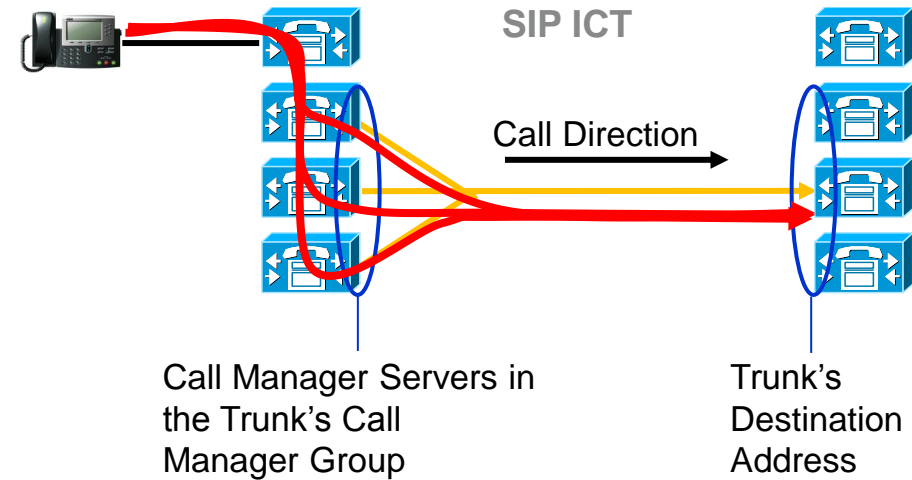 SIP ICT
Call Direction
Call Manager Servers in
the Trunk's Call
Manager Group
Trunk's
Destination
Address